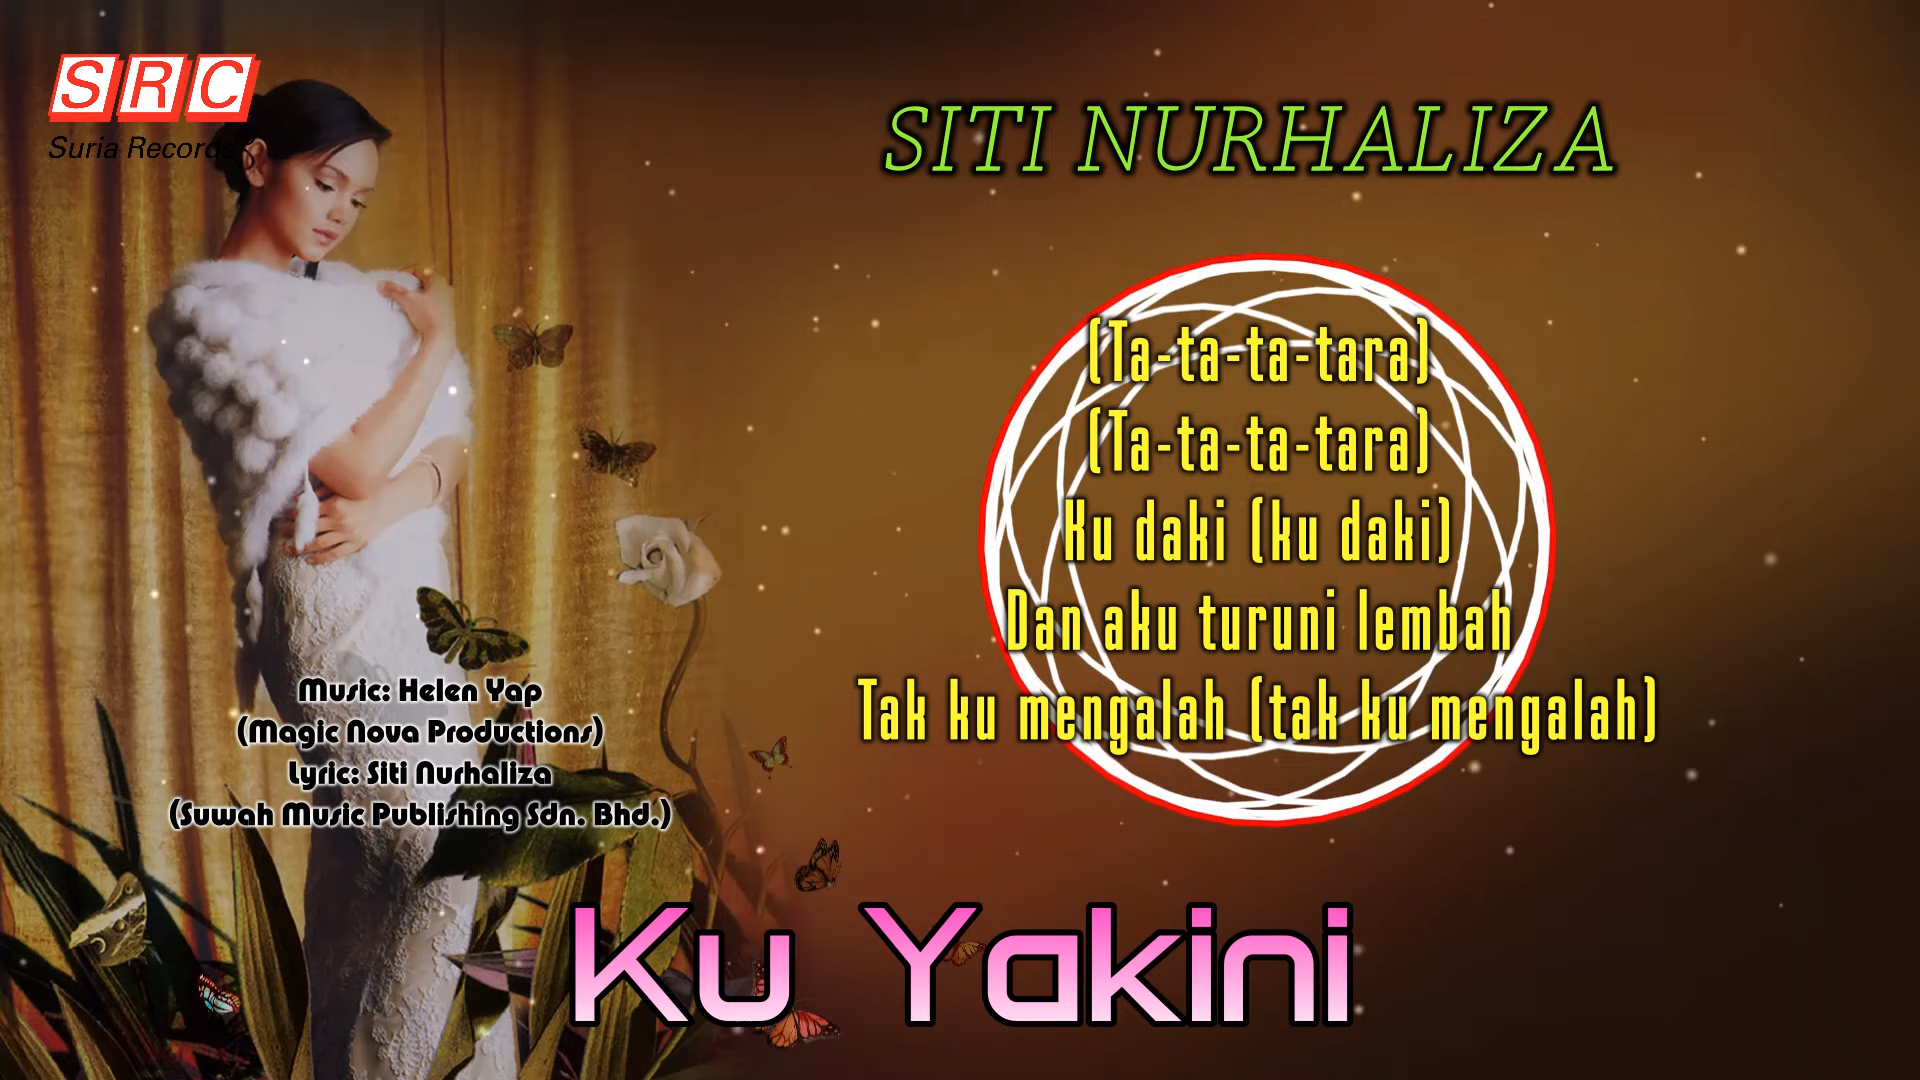 SRC
Suria Records
SITI NURHALIZA
(Ta-ta-ta-tara)
(Ta-ta-ta-tara)
Ku daki (ku daki)
Dan aku turuni lembah
Tak ku mengalah (tak ku mengalah)
Music: Helen Yap
(Magic Nova Productions)
Lyric: Siti Nurhaliza
(Suwah Music Publishing Sdn. Bhd.)
Ku Yakini